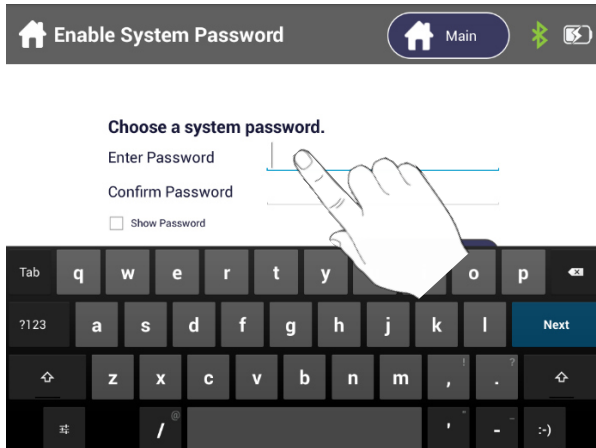 Enable System Password
Main
Choose a system password.
Enter Password
Confirm Password
Show Password
Tab q w e r t y o p
?123 a s d f g h j k l Next
z x c v b n m , ! . ?
/ @ ' " - _ :-)